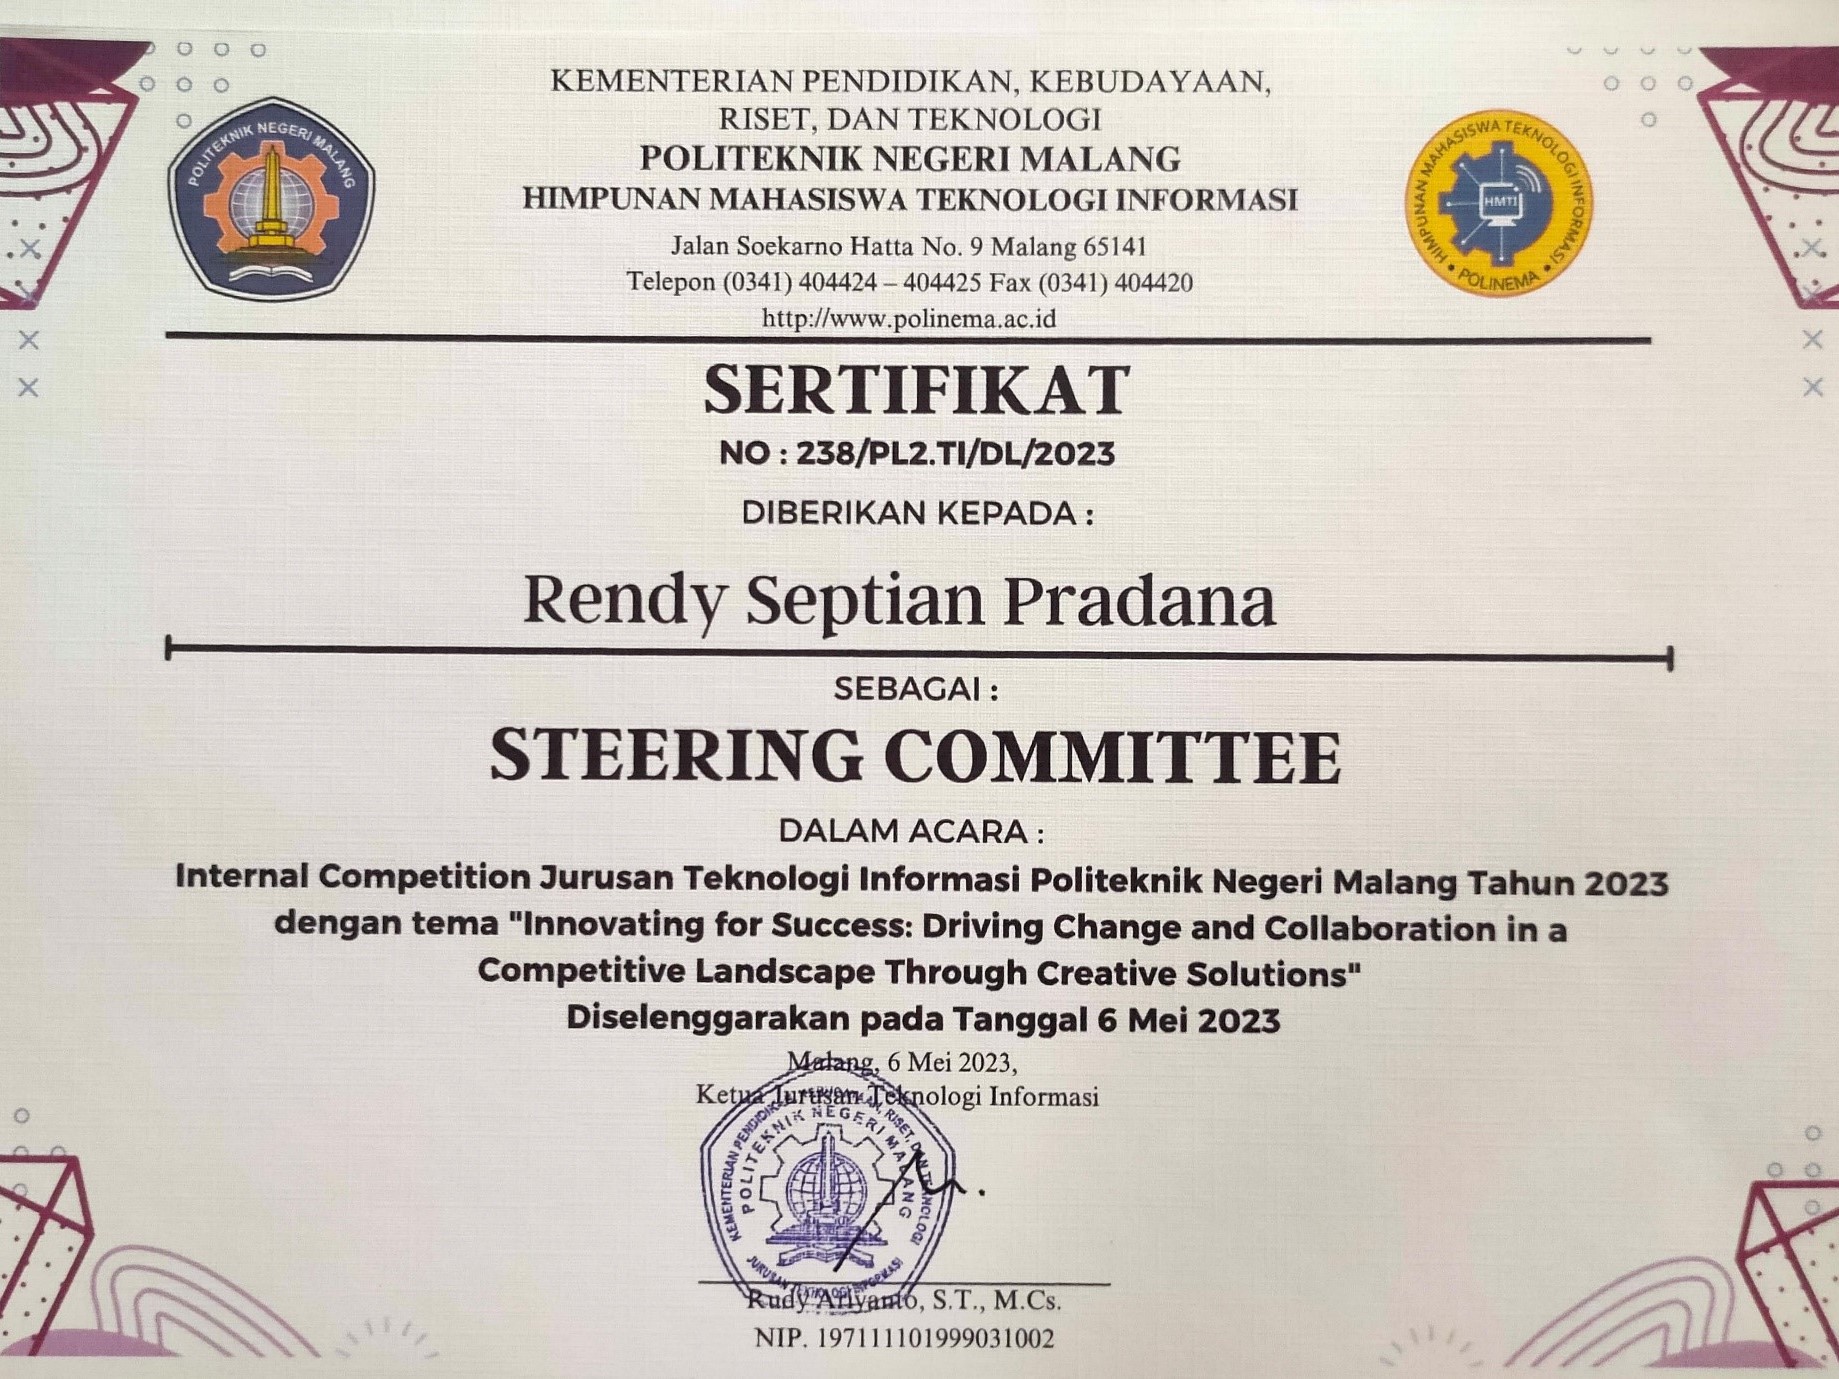 KEMENTERIAN PENDIDIKAN, KEBUDAYAAN,
RISET, DAN TEKNOLOGI
POLITEKNIK NEGERI MALANG
HIMPUNAN MAHASISWA TEKNOLOGI INFORMASI
Jalan Soekarno Hatta No. 9 Malang 65141
Telepon (0341) 404424 – 404425 Fax (0341) 404420
http://www.polinema.ac.id
POLITEKNIK NEGERI MALANG
HIMPUNAN MAHASISWA TEKNOLOGI INFORMASI
HMTI
• POLINEMA •
SERTIFIKAT
NO : 238/PL2.TI/DL/2023
DIBERIKAN KEPADA :
Rendy Septian Pradana
SEBAGAI :
STEERING COMMITTEE
DALAM ACARA :
Internal Competition Jurusan Teknologi Informasi Politeknik Negeri Malang Tahun 2023
dengan tema "Innovating for Success: Driving Change and Collaboration in a
Competitive Landscape Through Creative Solutions"
Diselenggarakan pada Tanggal 6 Mei 2023
Malang, 6 Mei 2023,
Ketua Jurusan Teknologi Informasi
KEMENTERIAN PENDIDIKAN, KEBUDAYAAN, RISET, DAN TEKNOLOGI
POLITEKNIK NEGERI MALANG
JURUSAN TEKNOLOGI INFORMASI
Rudy Ariyanto, S.T., M.Cs.
NIP. 197111101999031002